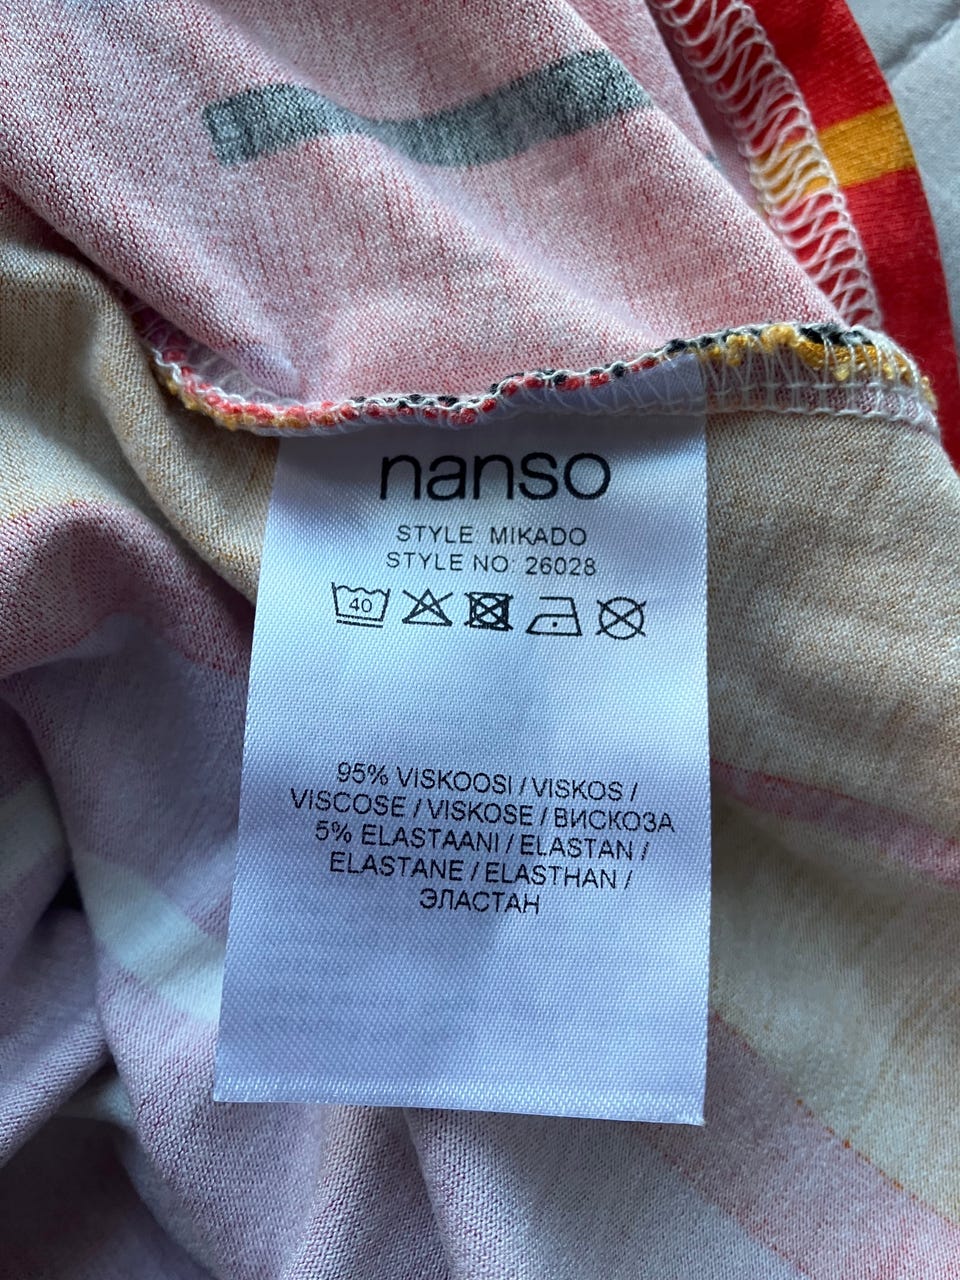 nanso
STYLE: MIKADO
STYLE NO: 26028
40
95% VISKOOSI / VISKOS /
VISCOSE / VISKOSE / ВИСКОЗА
5% ELASTAANI / ELASTAN /
ELASTANE / ELASTHAN /
ЭЛАСТАН